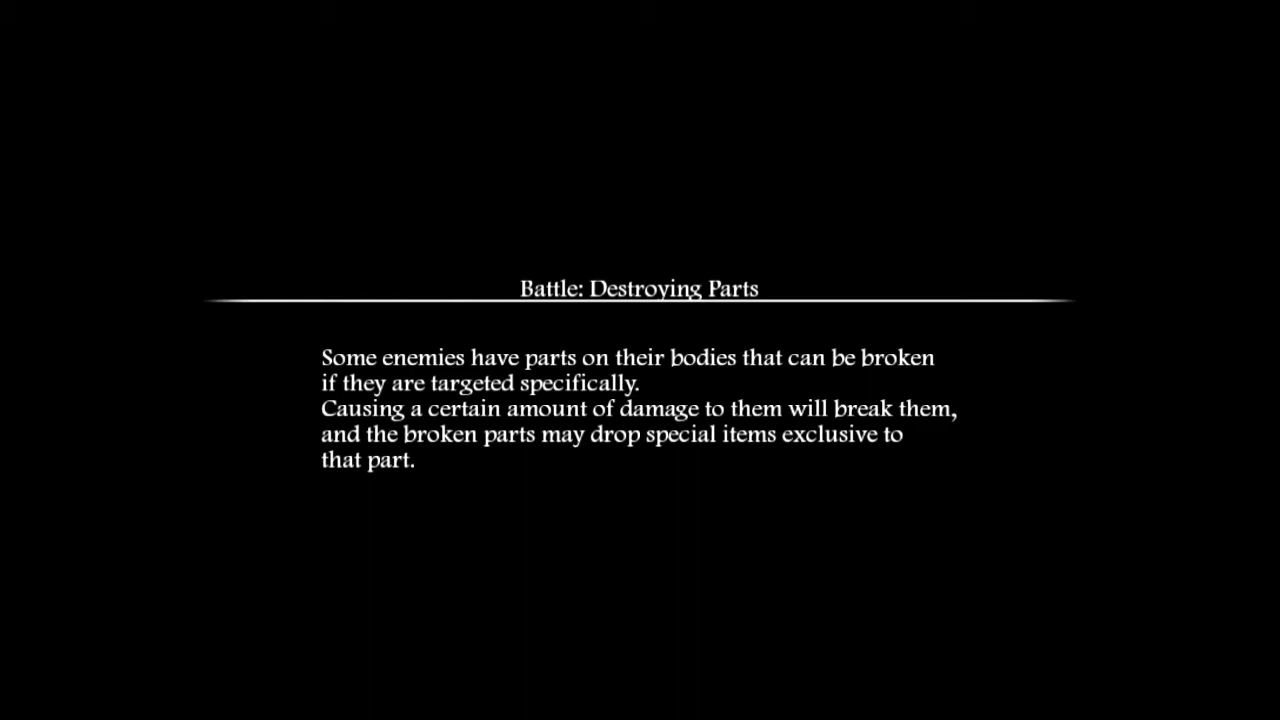 Battle: Destroying Parts
Some enemies have parts on their bodies that can be broken
if they are targeted specifically.
Causing a certain amount of damage to them will break them,
and the broken parts may drop special items exclusive to
that part.